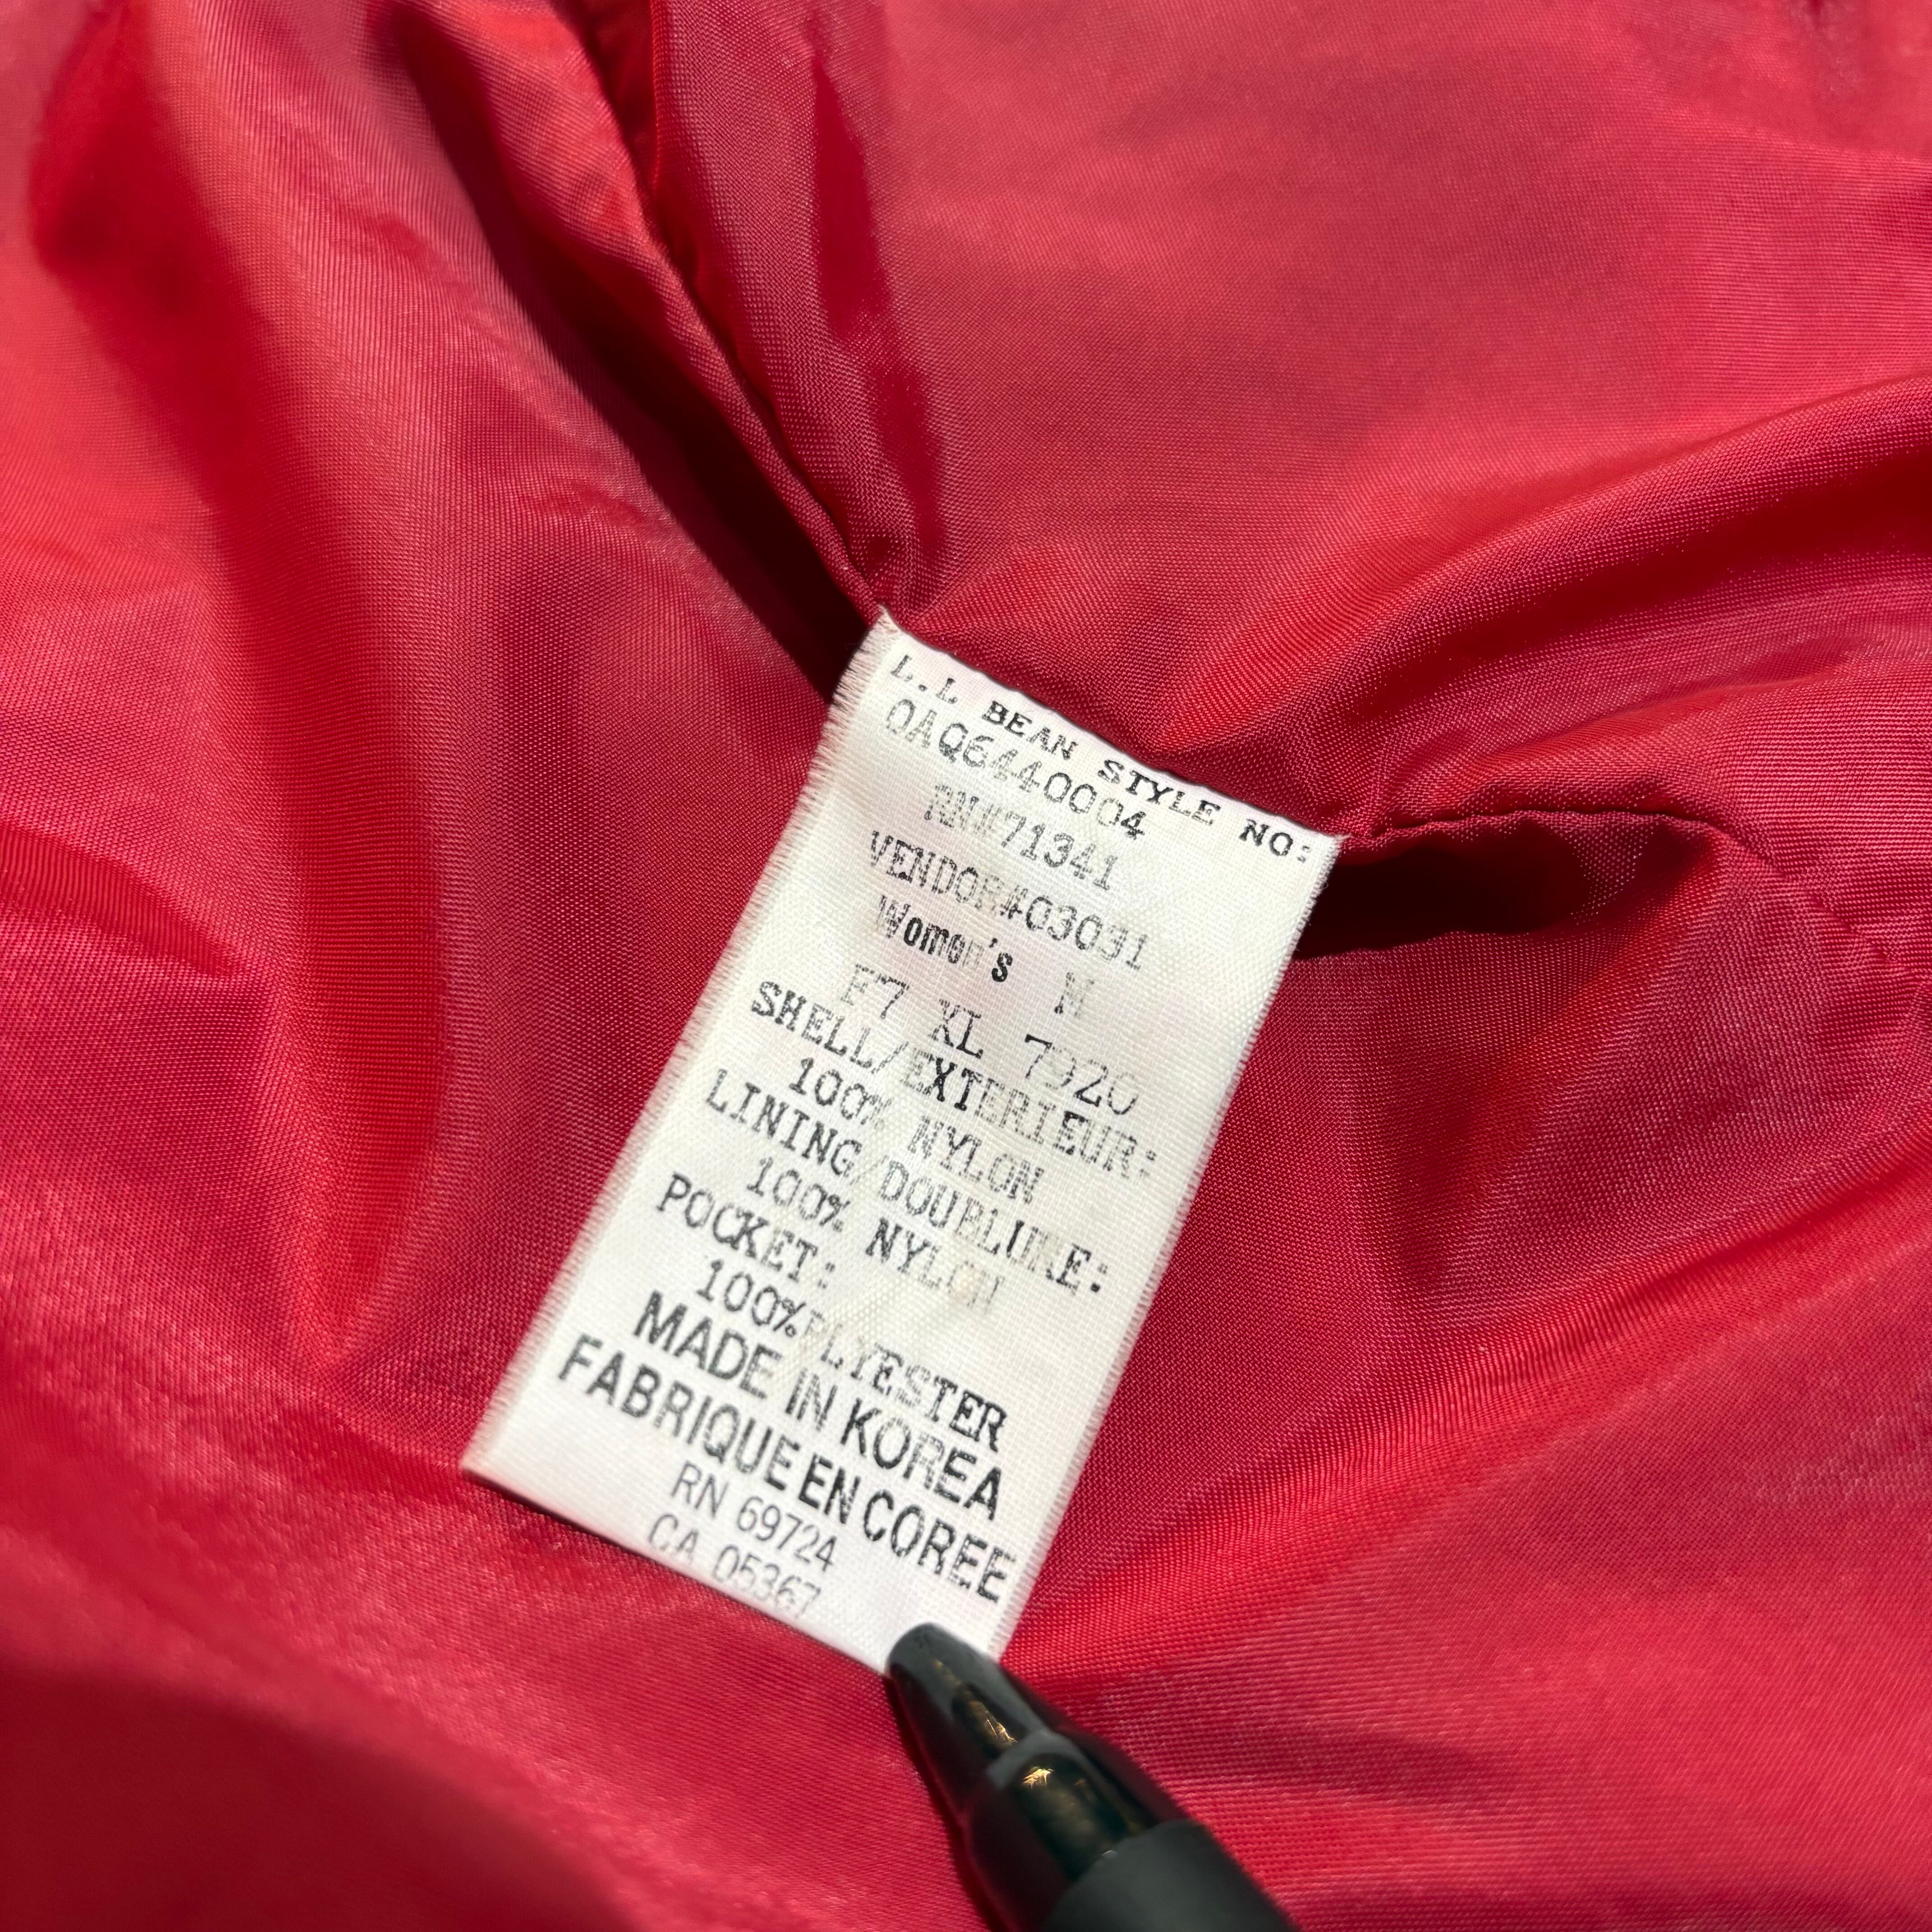 L.L BEAN STYLE NO:
0AQ6440004
RN#71341
VENDOR#03031
Women's M
F7 XL 7920
SHELL/EXTERIEUR:
100% NYLON
LINING/DOUBLURE:
100% NYLON
POCKET:
100%PLYESTER
MADE IN KOREA
FABRIQUE EN COREE
RN 69724
CA 05367